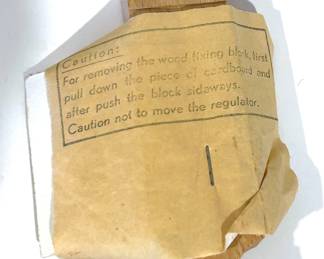 Caution:
For removing the wood fixing block, first
pull down the piece of cardboard and
after push the block sideways.
Caution not to move the regulator.